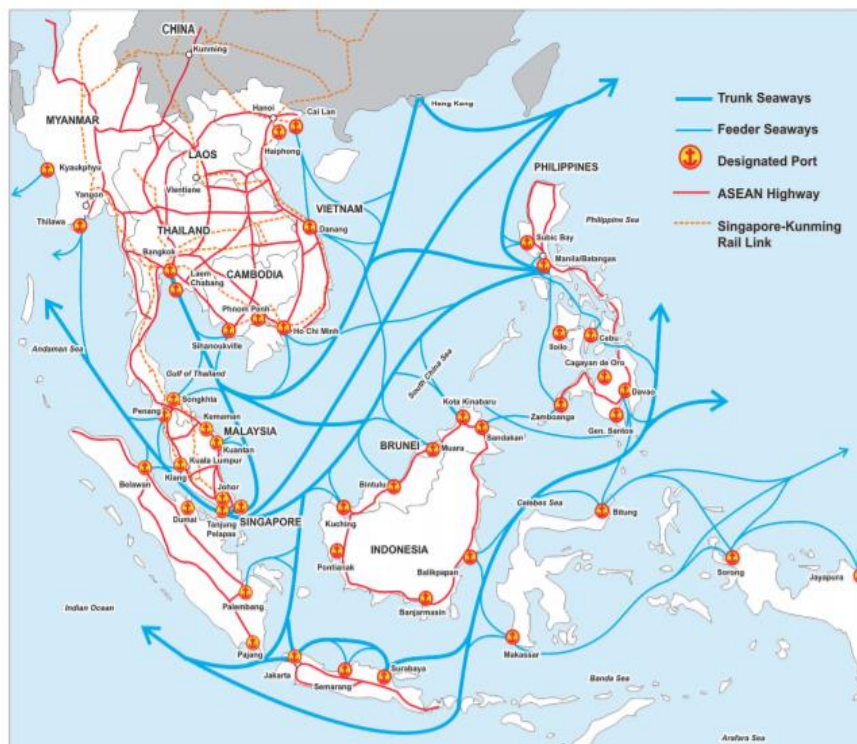 CHINA
Kunming
MYANMAR
Hanoi
Cai Lan
Haiphong
Hong Kong
LAOS
Kyaukphyu
Yangon
Vientiane
Thilawa
THAILAND
VIETNAM
Danang
Bangkok
Laem
Chabang
CAMBODIA
Phnom Penh
Ho Chi Minh
Sihanoukville
Andaman Sea
Gulf of Thailand
South China Sea
PHILIPPINES
Philippine Sea
Subic Bay
Manila/Batangas
Iloilo
Cebu
Cagayan de Oro
Davao
Zamboanga
Gen. Santos
Trunk Seaways
Feeder Seaways
Designated Port
ASEAN Highway
Singapore-Kunming
Rail Link
Songkhla
Penang
Kemaman
MALAYSIA
Kuantan
Kuala Lumpur
Klang
Belawan
Johor
Dumai
Tanjung
Pelapas
SINGAPORE
Kota Kinabaru
Sandakan
BRUNEI
Muara
Bintulu
Kuching
INDONESIA
Pontianak
Balikpapan
Banjarmasin
Celebes Sea
Bitung
Sorong
Jayapura
Indian Ocean
Palembang
Pajang
Jakarta
Semarang
Surabaya
Makassar
Banda Sea
Arafara Sea